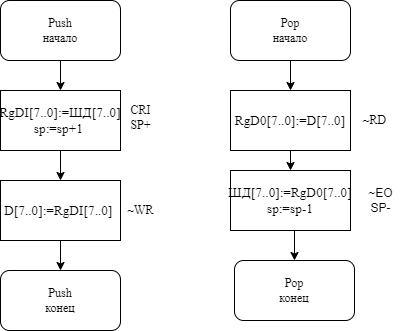 Push
начало
RgDI[7..0]:=ШД[7..0]
sp:=sp+1
CRI
SP+
D[7..0]:=RgDI[7..0]
~WR
Push
конец
Pop
начало
RgD0[7..0]:=D[7..0]
~RD
ШД[7..0]:=RgD0[7..0]
sp:=sp-1
~EO
SP-
Pop
конец